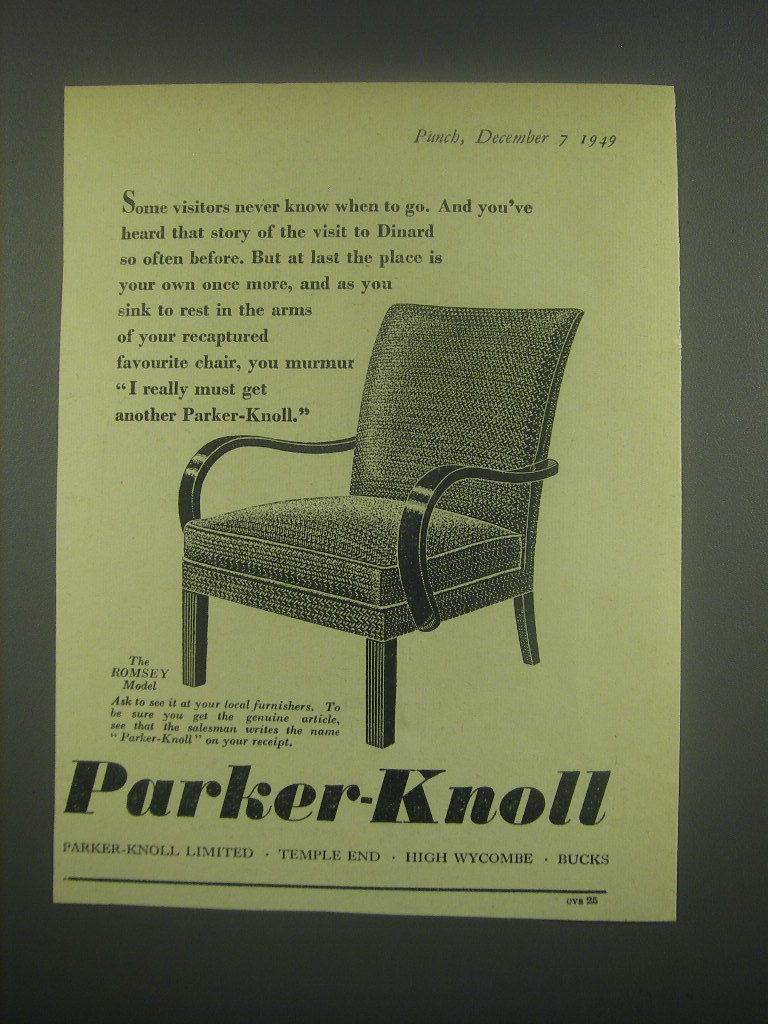 Punch, December 7 1949
Some visitors never know when to go. And you've
heard that story of the visit to Dinard
so often before. But at last the place is
your own once more, and as you
sink to rest in the arms
of your recaptured
favourite chair, you murmur
“I really must get
another Parker-Knoll.”
The
ROMSEY
Model
Ask to see it at your local furnishers. To
be sure you get the genuine article,
see that the salesman writes the name
“Parker-Knoll” on your receipt.
Parker-Knoll
PARKER-KNOLL LIMITED · TEMPLE END · HIGH WYCOMBE · BUCKS
CVS 25